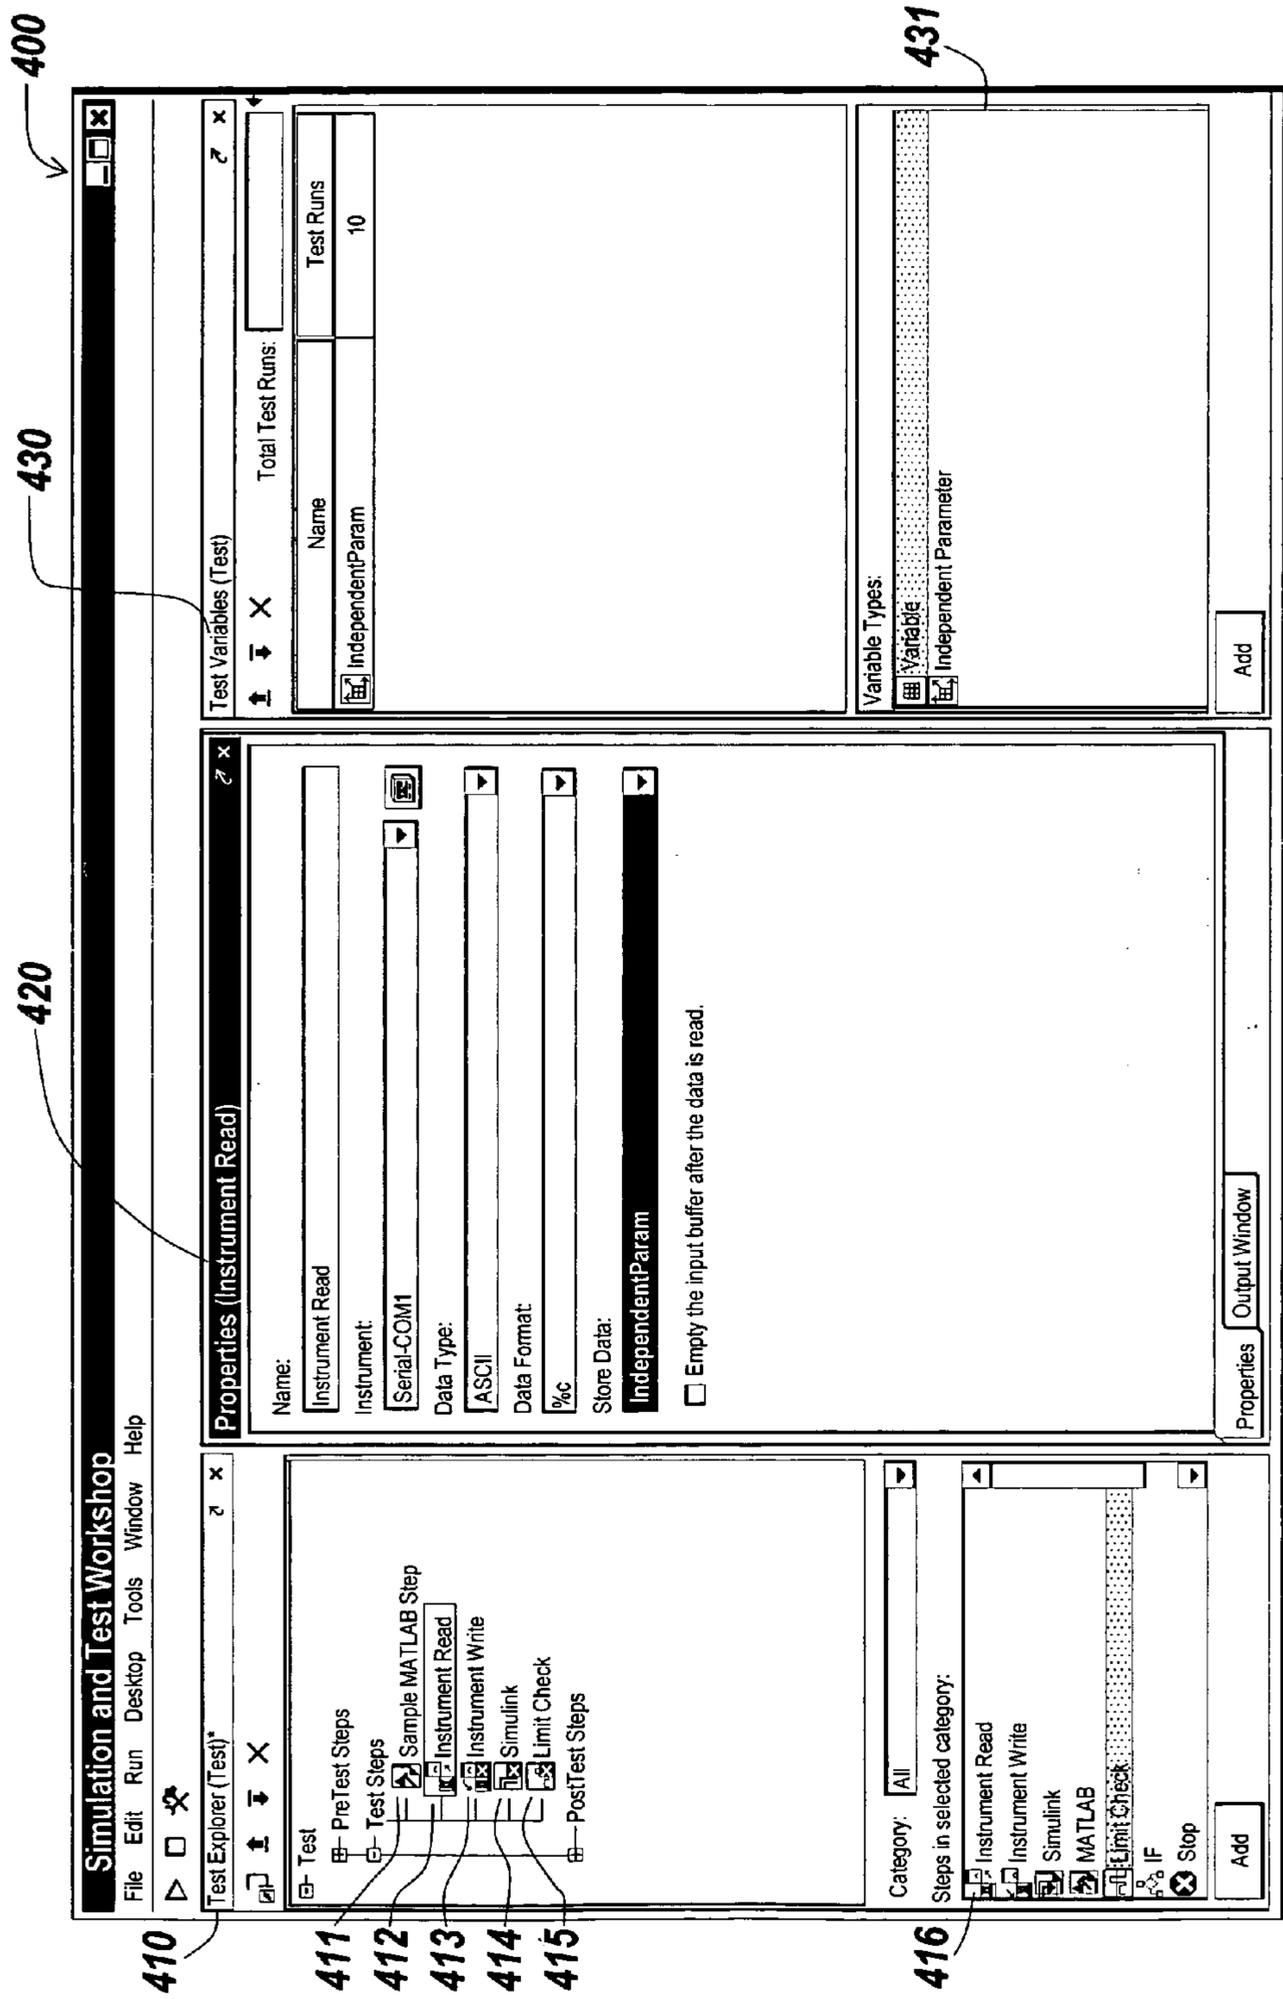 400
Simulation and Test Workshop
File Edit Run Desktop Tools Window Help
410
Test Explorer (Test)*
Test
PreTest Steps
Test Steps
411
Sample MATLAB Step
412
Instrument Read
413
Instrument Write
414
Simulink
415
Limit Check
PostTest Steps
Category: All
Steps in selected category:
416
Instrument Read
Instrument Write
Simulink
MATLAB
Limit Check
IF
Stop
Add
420
Properties (Instrument Read)
Name:
Instrument Read
Instrument:
Serial-COM1
Data Type:
ASCII
Data Format:
%c
Store Data:
IndependentParam
Empty the input buffer after the data is read.
Properties Output Window
430
Test Variables (Test)
Total Test Runs:
Name Test Runs
IndependentParam 10
Variable Types:
431
Variable
Independent Parameter
Add